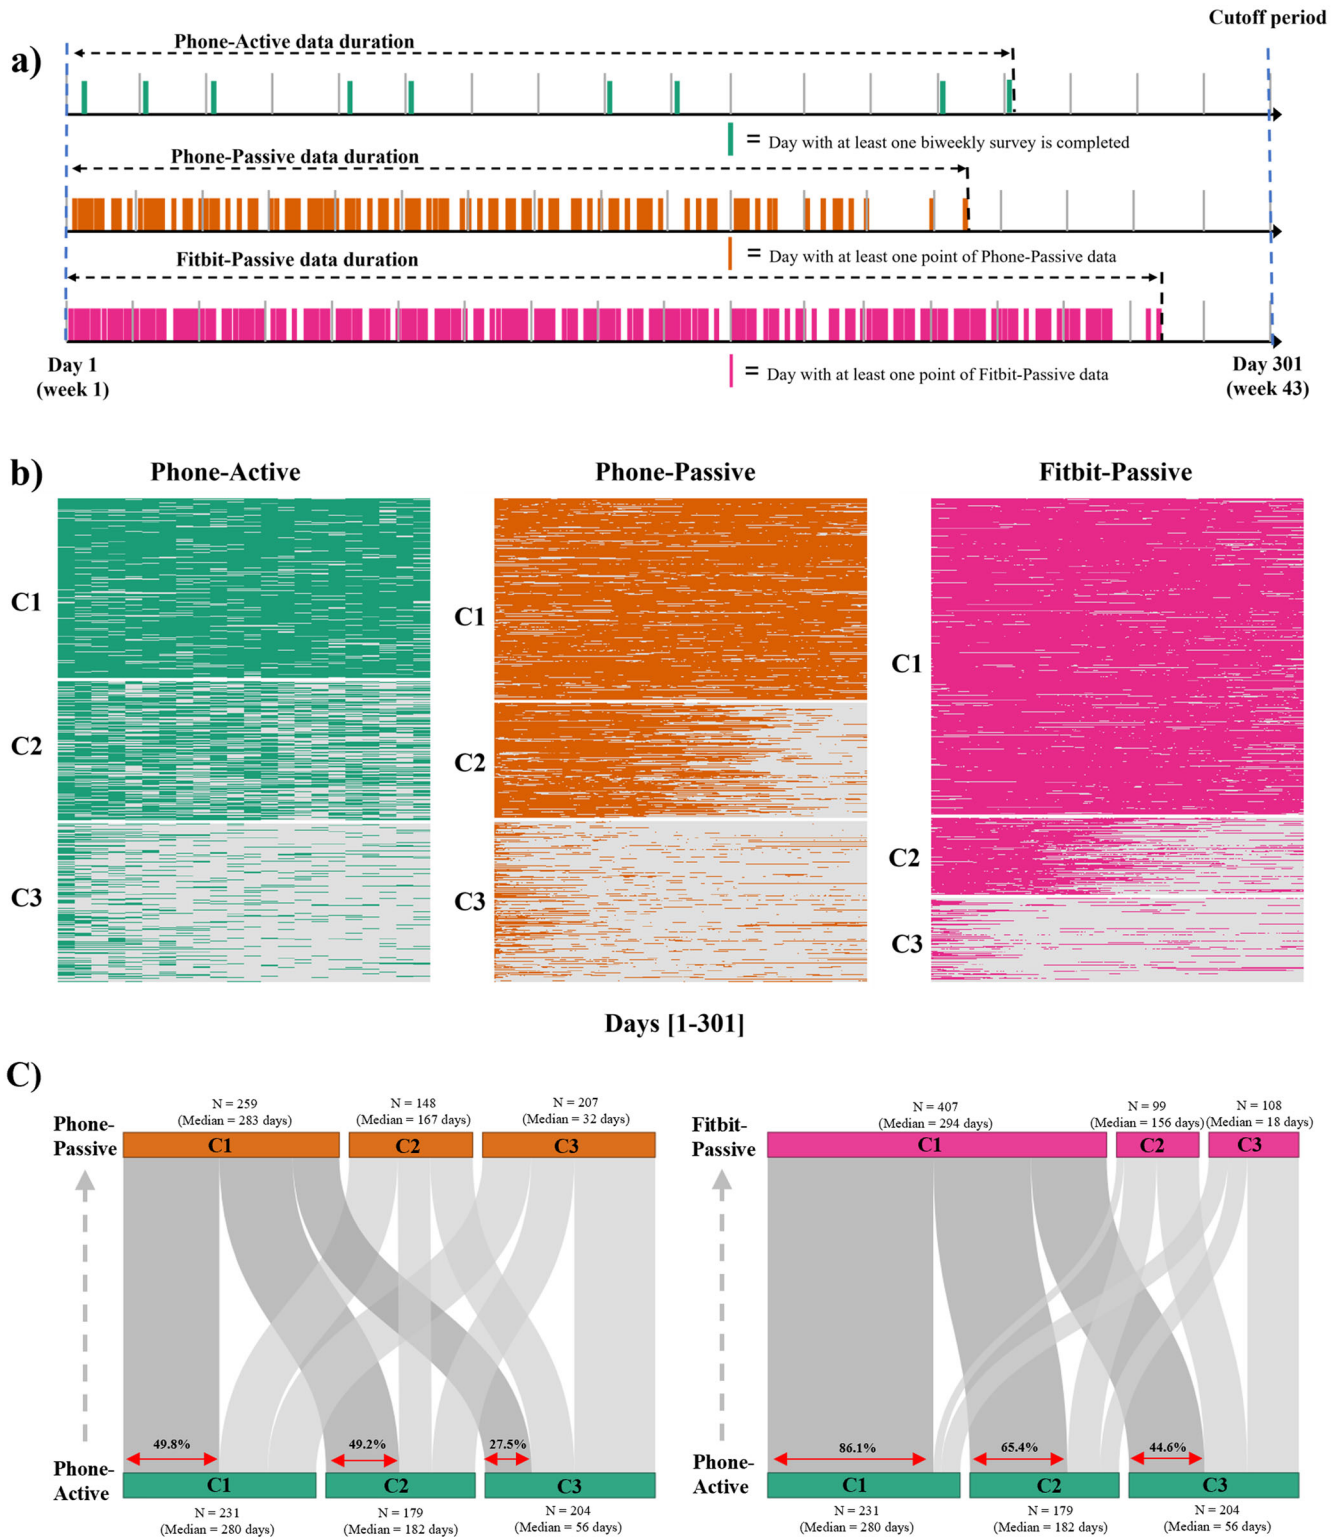 Cutoff period
a)
Phone-Active data duration
= Day with at least one biweekly survey is completed
Phone-Passive data duration
= Day with at least one point of Phone-Passive data
Fitbit-Passive data duration
Day 1
(week 1)
= Day with at least one point of Fitbit-Passive data
Day 301
(week 43)
b)
Phone-Active
Phone-Passive
Fitbit-Passive
C1
C2
C3
C1
C2
C3
C1
C2
C3
Days [1-301]
C)
Phone-
Passive
N = 259
(Median = 283 days)
N = 148
(Median = 167 days)
N = 207
(Median = 32 days)
C1
C2
C3
49.8%
49.2%
27.5%
Phone-
Active
C1
C2
C3
N = 231
(Median = 280 days)
N = 179
(Median = 182 days)
N = 204
(Median = 56 days)
Fitbit-
Passive
N = 407
(Median = 294 days)
N = 99
(Median = 156 days)
N = 108
(Median = 18 days)
C1
C2
C3
86.1%
65.4%
44.6%
Phone-
Active
C1
C2
C3
N = 231
(Median = 280 days)
N = 179
(Median = 182 days)
N = 204
(Median = 56 days)